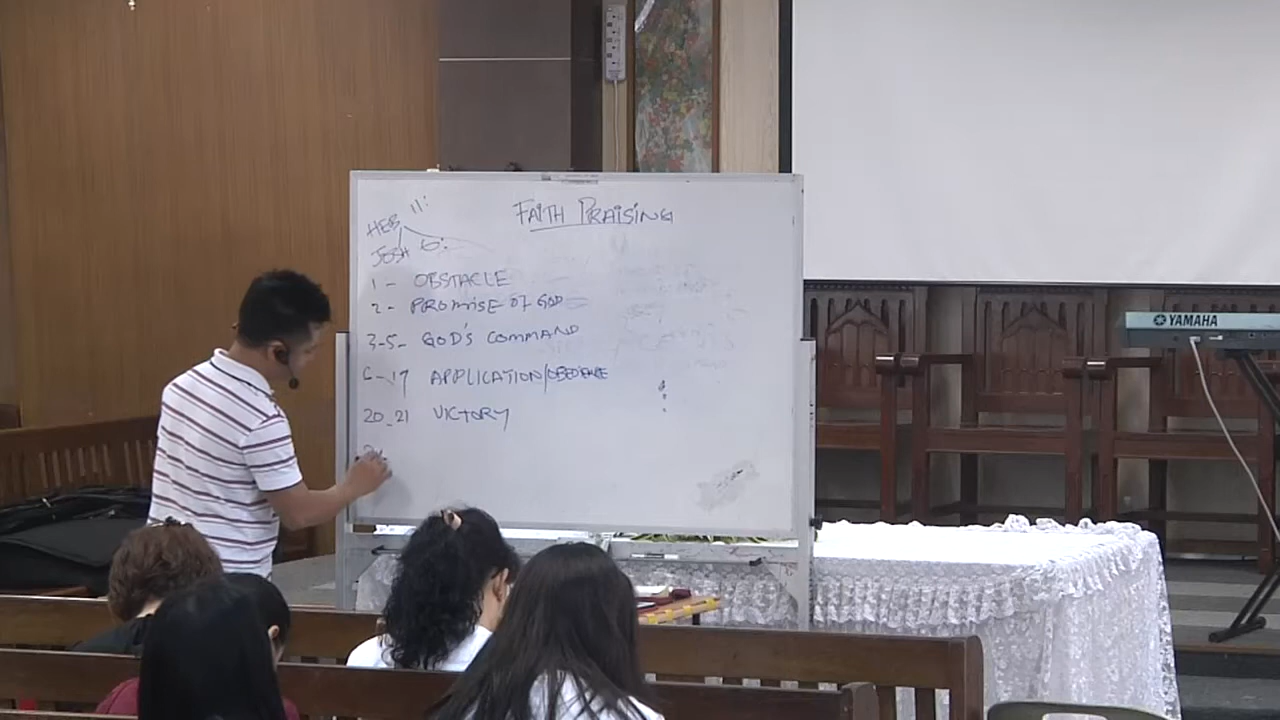 FAITH PRAISING
HEB 11:
JOSH 6:
1 - OBSTACLE
2 - PROMISE OF GOD
3-5- GOD'S COMMAND
6-17 APPLICATION/OBEDIENCE
20-21 VICTORY
YAMAHA